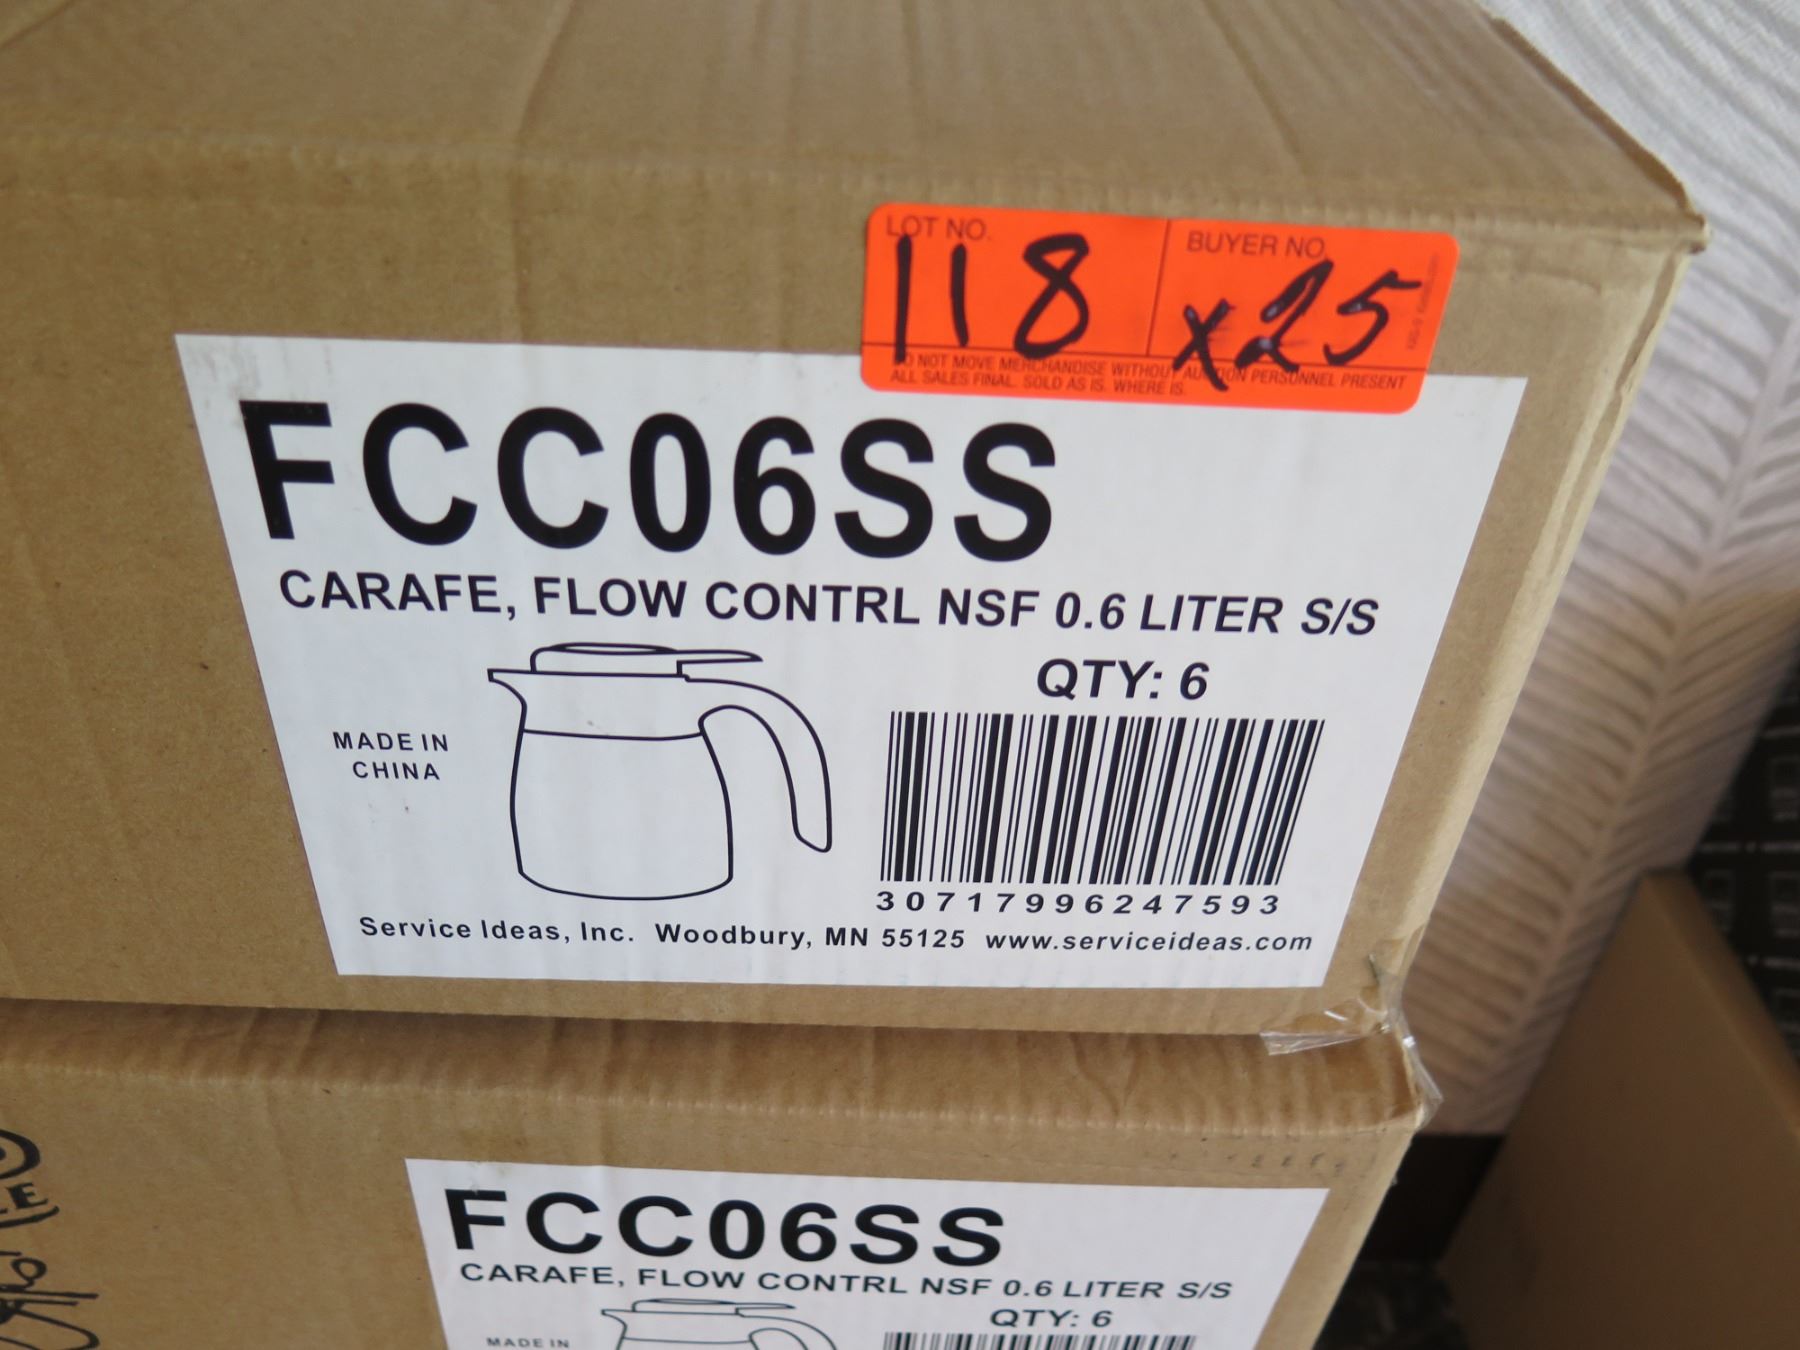 LOT NO.
118
BUYER NO.
x25
DO NOT MOVE MERCHANDISE WITHOUT AUCTION PERSONNEL PRESENT
ALL SALES FINAL. SOLD AS IS. WHERE IS.
FCC06SS
CARAFE, FLOW CONTRL NSF 0.6 LITER S/S
QTY: 6
MADE IN
CHINA
30717996247593
Service Ideas, Inc. Woodbury, MN 55125 www.serviceideas.com
FCC06SS
CARAFE, FLOW CONTRL NSF 0.6 LITER S/S
QTY: 6
MADE IN